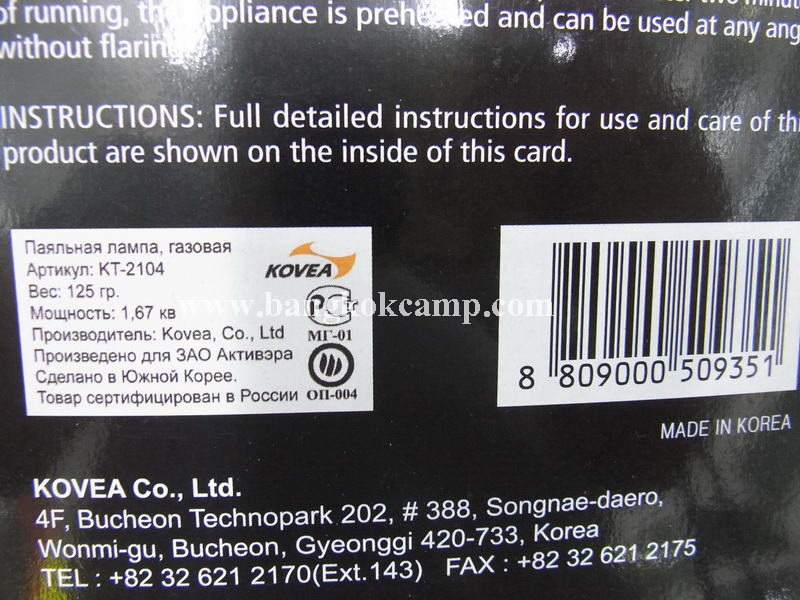 of running, the appliance is preheated and can be used at any ang
without flaring
INSTRUCTIONS: Full detailed instructions for use and care of thi
product are shown on the inside of this card.
Паяльная лампа, газовая
Артикул: КТ-2104
Вес: 125 гр.
Мощность: 1,67 кв
Производитель: Kovea, Co., Ltd
Произведено для ЗАО Активэра
Сделано в Южной Корее.
Товар сертифицирован в России
KOVEA
МГ-01
ОП-004
www.bangkokcamp.com
8 809000 509351
MADE IN KOREA
KOVEA Co., Ltd.
4F, Bucheon Technopark 202, # 388, Songnae-daero,
Wonmi-gu, Bucheon, Gyeonggi 420-733, Korea
TEL : +82 32 621 2170(Ext.143) FAX : +82 32 621 2175